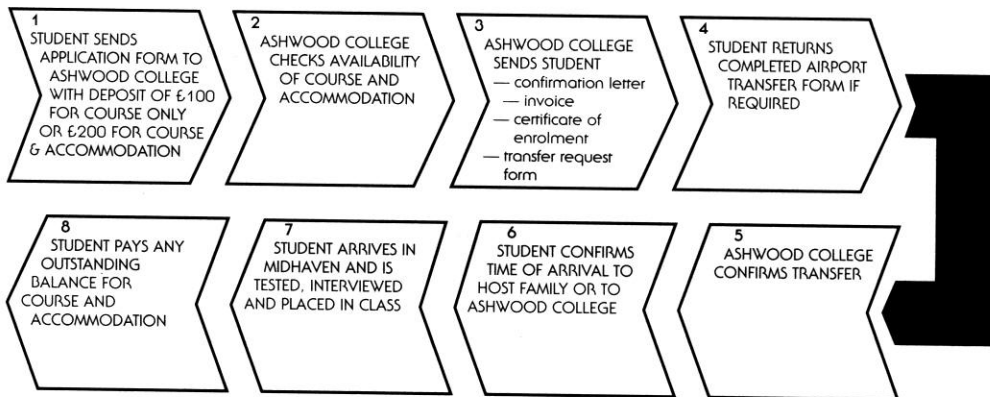 1
STUDENT SENDS
APPLICATION FORM TO
ASHWOOD COLLEGE
WITH DEPOSIT OF £100
FOR COURSE ONLY
OR £200 FOR COURSE
& ACCOMMODATION
2
ASHWOOD COLLEGE
CHECKS AVAILABILITY
OF COURSE AND
ACCOMMODATION
3
ASHWOOD COLLEGE
SENDS STUDENT
— confirmation letter
— invoice
— certificate of
enrolment
— transfer request
form
4
STUDENT RETURNS
COMPLETED AIRPORT
TRANSFER FORM IF
REQUIRED
5
ASHWOOD COLLEGE
CONFIRMS TRANSFER
6
STUDENT CONFIRMS
TIME OF ARRIVAL TO
HOST FAMILY OR TO
ASHWOOD COLLEGE
7
STUDENT ARRIVES IN
MIDHAVEN AND IS
TESTED, INTERVIEWED
AND PLACED IN CLASS
8
STUDENT PAYS ANY
OUTSTANDING
BALANCE FOR
COURSE AND
ACCOMMODATION